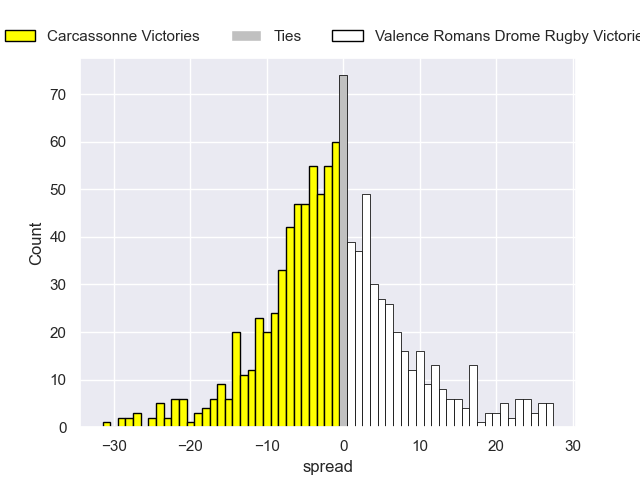 Carcassonne Victories Ties Valence Romans Drome Rugby Victorie
70
60
50
40
30
20
10
0
Count
−30 −20 −10 0 10 20 30
spread